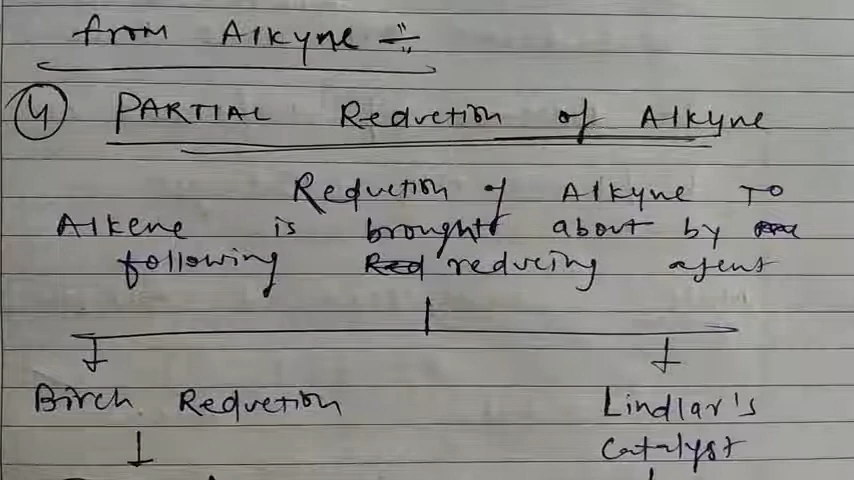 from Alkyne ÷
4 PARTIAL Reduction of Alkyne
Reduction of Alkyne To
Alkene is brought about by
following reducing agent
Birch Reduction
Lindlar's
Catalyst